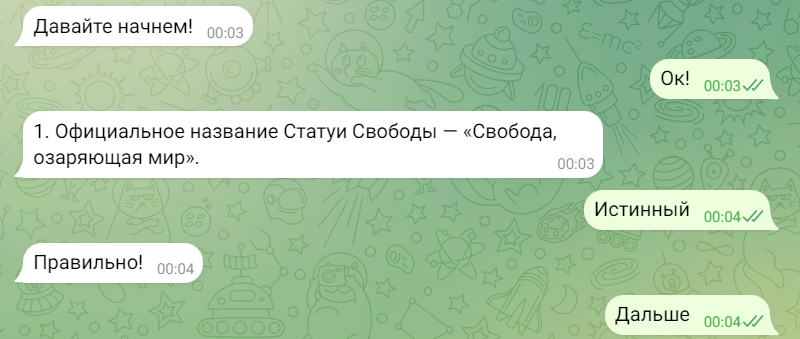 Давайте начнем! 00:03
Ок! 00:03
1. Официальное название Статуи Свободы — «Свобода,
озаряющая мир». 00:03
Истинный 00:04
Правильно! 00:04
Дальше 00:04
E=mc²